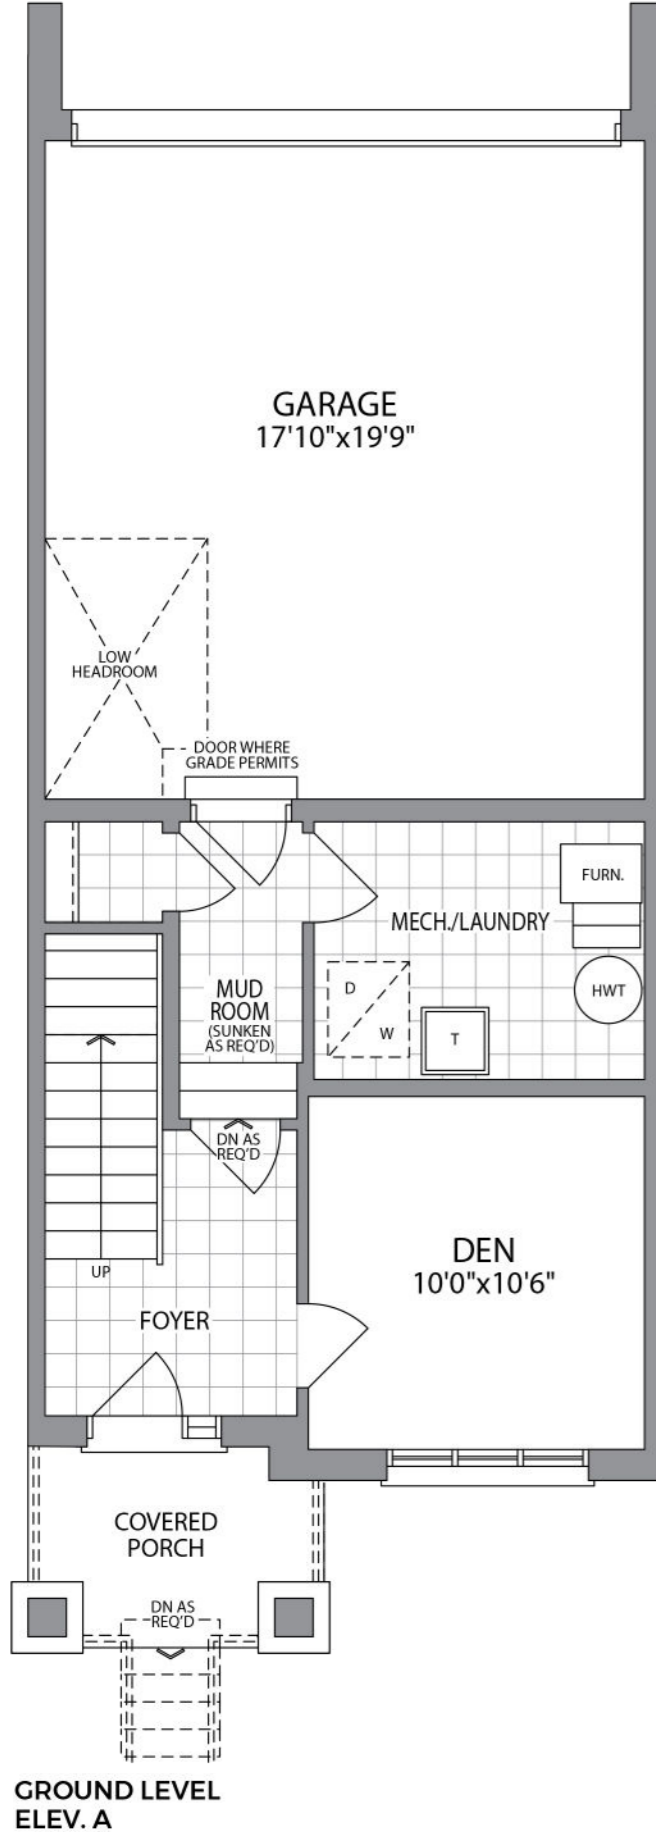 GARAGE
17'10"x19'9"
LOW
HEADROOM
DOOR WHERE
GRADE PERMITS
FURN.
MECH./LAUNDRY
HWT
D
W
T
MUD
ROOM
(SUNKEN
AS REQ'D)
DN AS
REQ'D
DEN
10'0"x10'6"
UP
FOYER
COVERED
PORCH
DN AS
REQ'D
GROUND LEVEL
ELEV. A